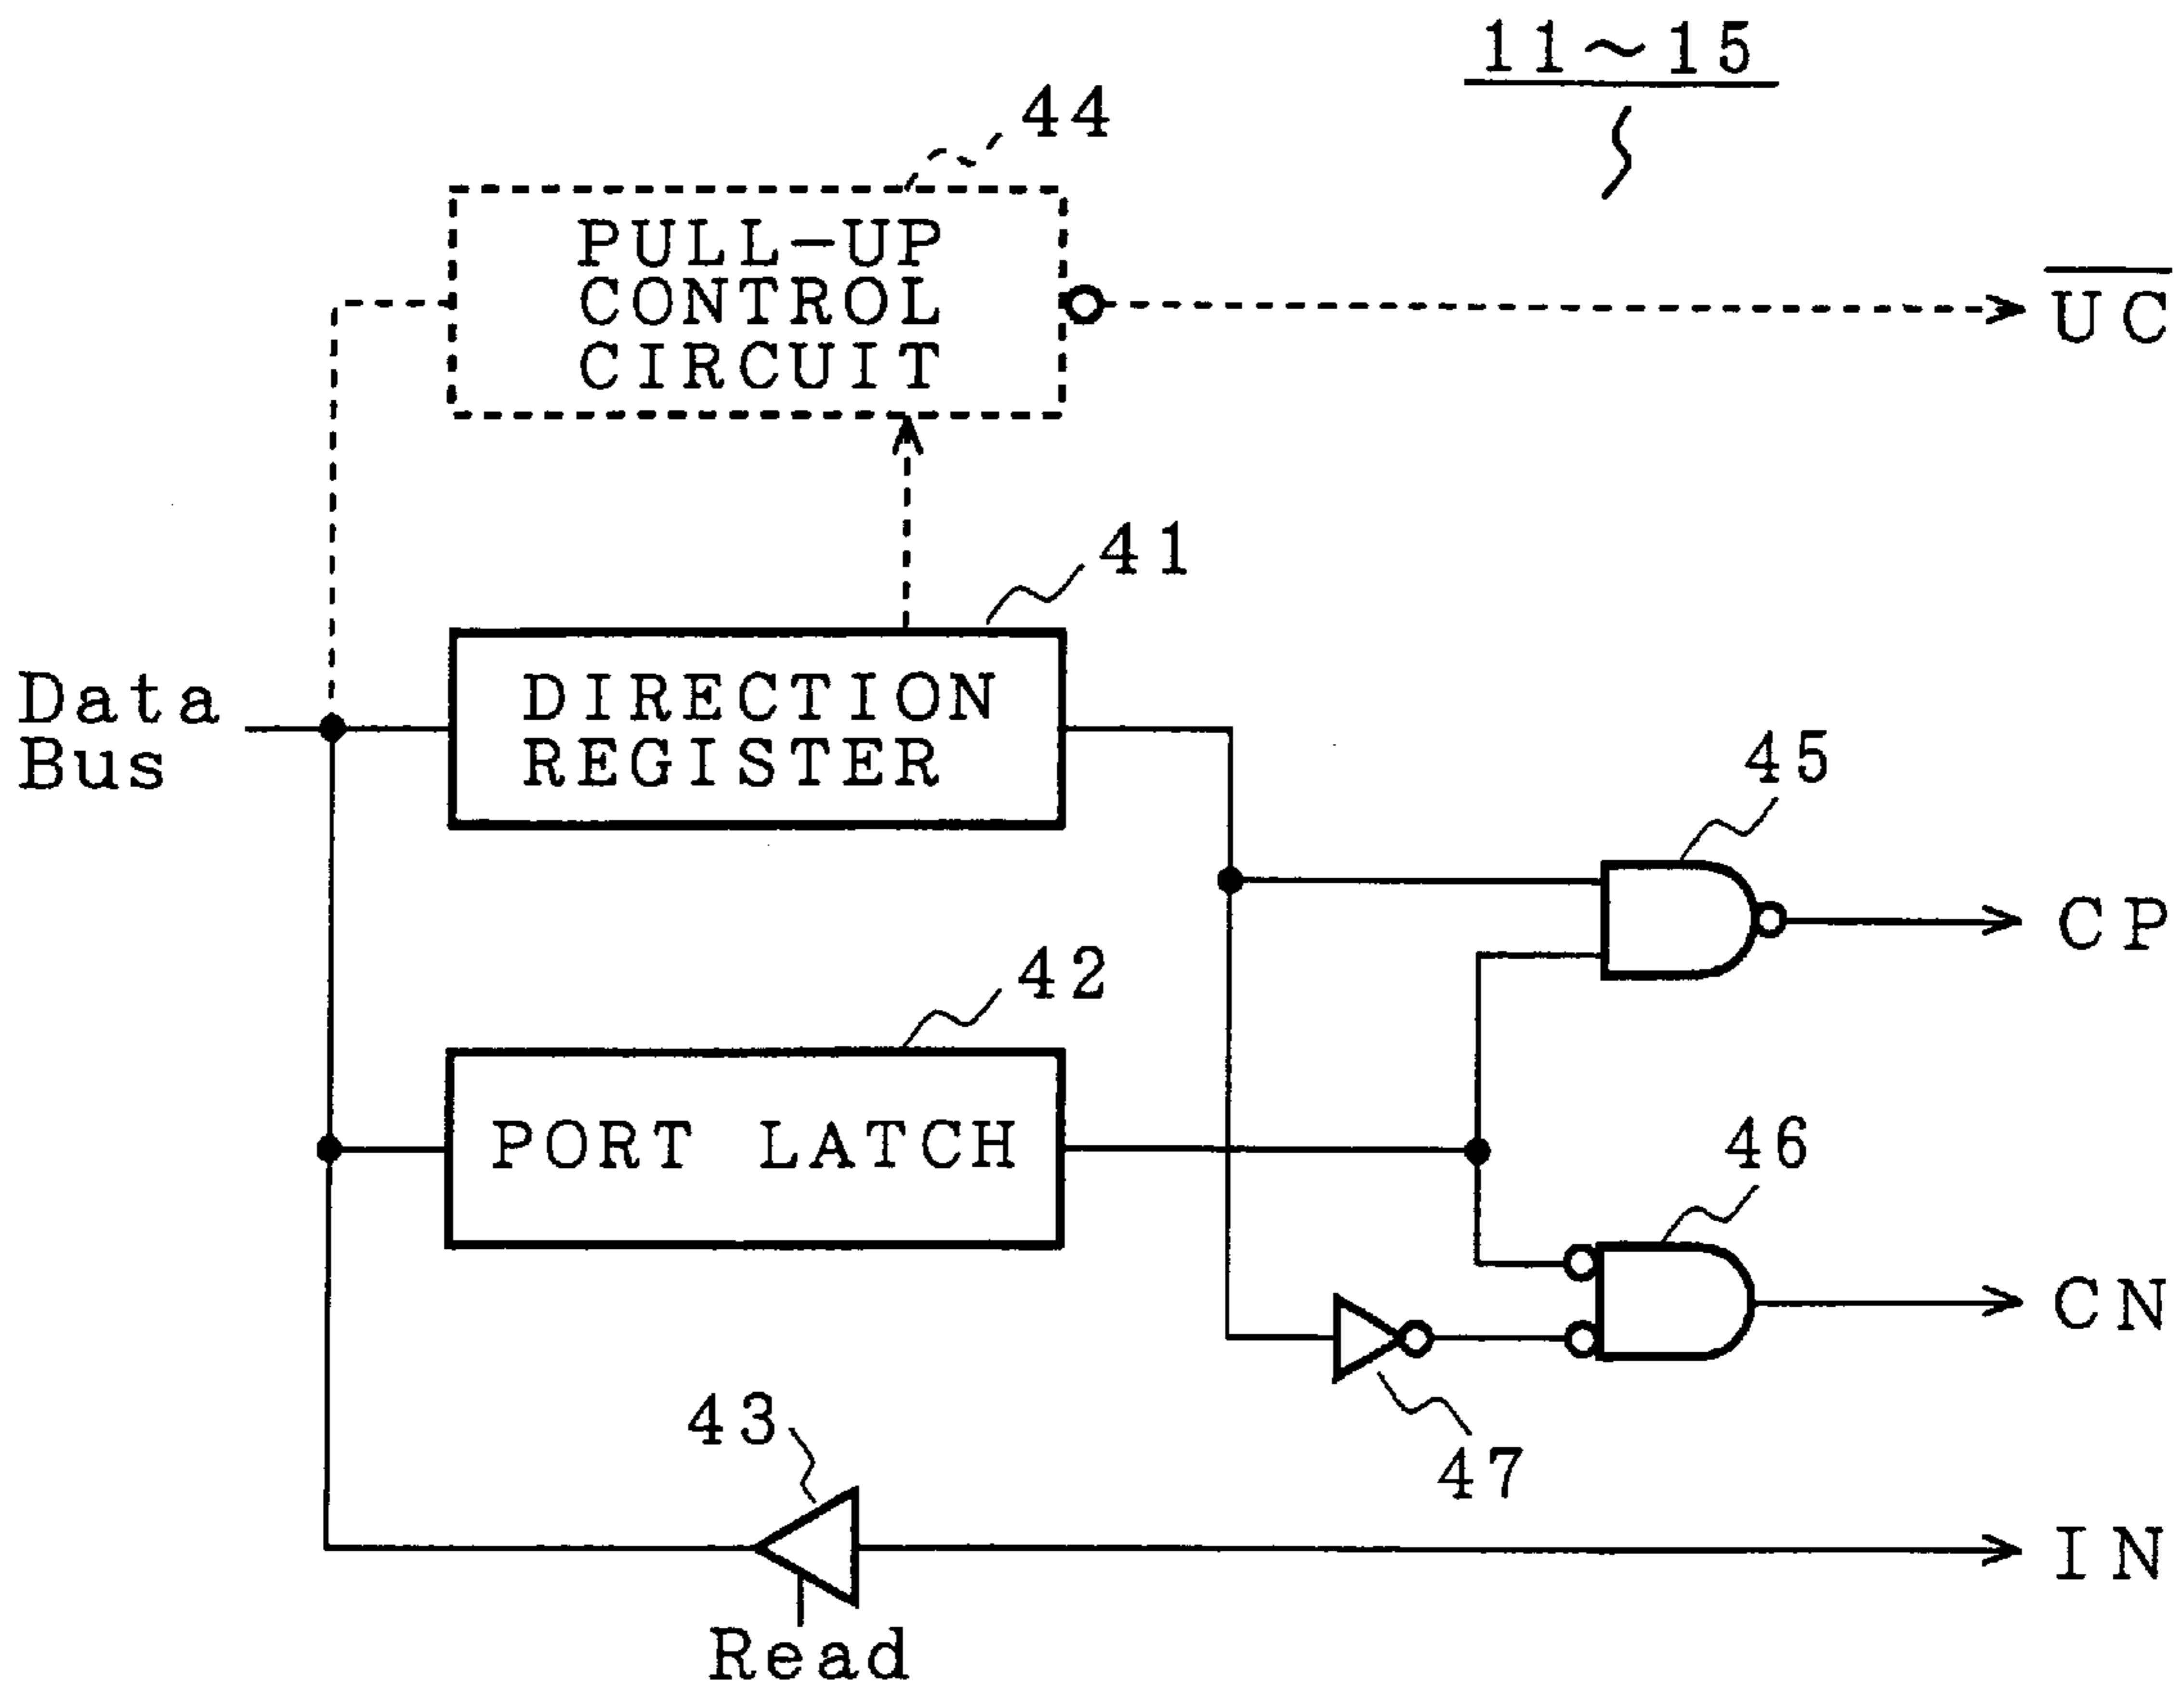 11～15
44
PULL-UP
CONTROL
CIRCUIT
UC
41
Data
Bus
DIRECTION
REGISTER
45
CP
42
PORT LATCH
46
CN
43
47
IN
Read